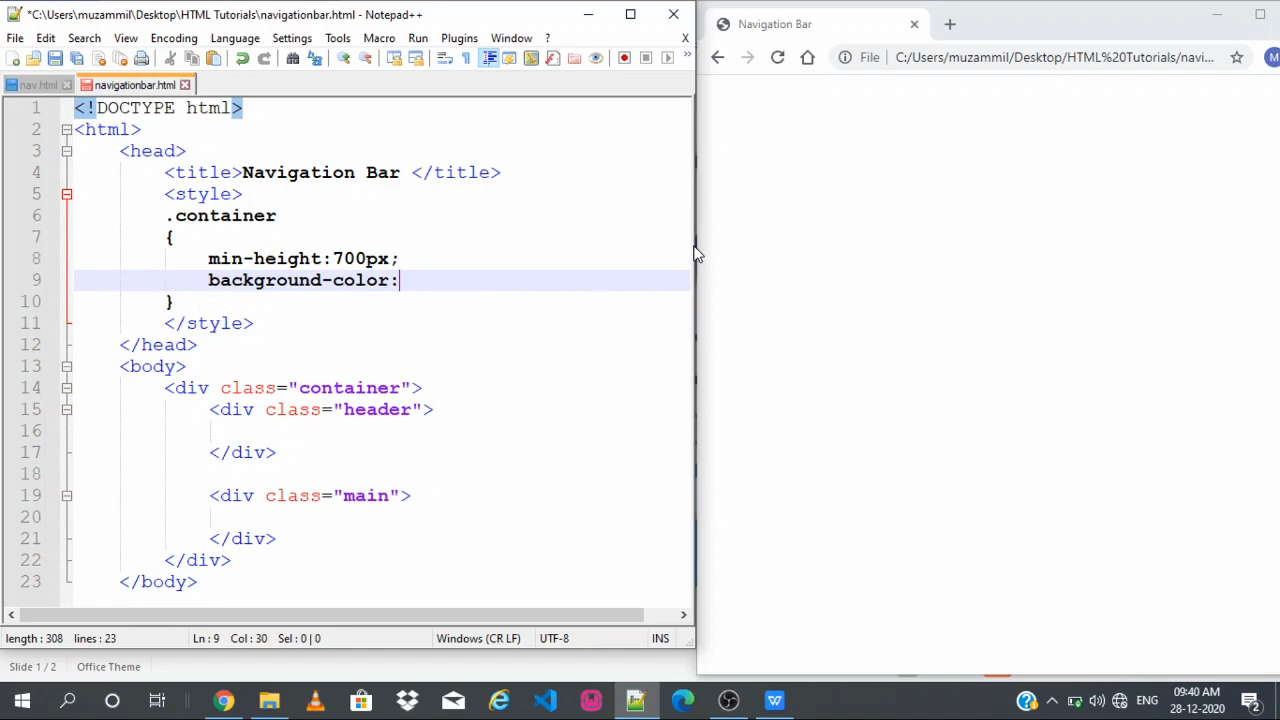 *C:\Users\muzammil\Desktop\HTML Tutorials\navigationbar.html - Notepad++
File Edit Search View Encoding Language Settings Tools Macro Run Plugins Window ? X
nav.html navigationbar.html
1 <!DOCTYPE html>
2 <html>
3 <head>
4 <title>Navigation Bar </title>
5 <style>
6 .container
7 {
8 min-height:700px;
9 background-color:
10 }
11 </style>
12 </head>
13 <body>
14 <div class="container">
15 <div class="header">
16
17 </div>
18
19 <div class="main">
20
21 </div>
22 </div>
23 </body>
length : 308 lines : 23 Ln : 9 Col : 30 Sel : 0 | 0 Windows (CR LF) UTF-8 INS
Slide 1 / 2 Office Theme
Navigation Bar
File C:/Users/muzammil/Desktop/HTML%20Tutorials/navi... M
ENG
09:40 AM
28-12-2020
2